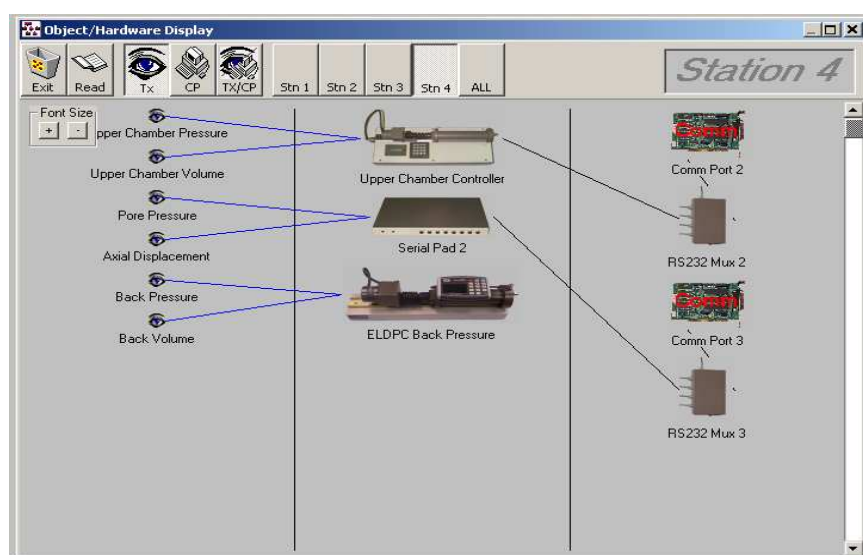 Object/Hardware Display
Exit
Read
Tx
CP
TX/CP
Stn 1
Stn 2
Stn 3
Stn 4
ALL
Station 4
Font Size
+ -
pper Chamber Pressure
Upper Chamber Volume
Pore Pressure
Axial Displacement
Back Pressure
Back Volume
Upper Chamber Controller
Serial Pad 2
ELDPC Back Pressure
Comm
Comm Port 2
RS232 Mux 2
Comm
Comm Port 3
RS232 Mux 3